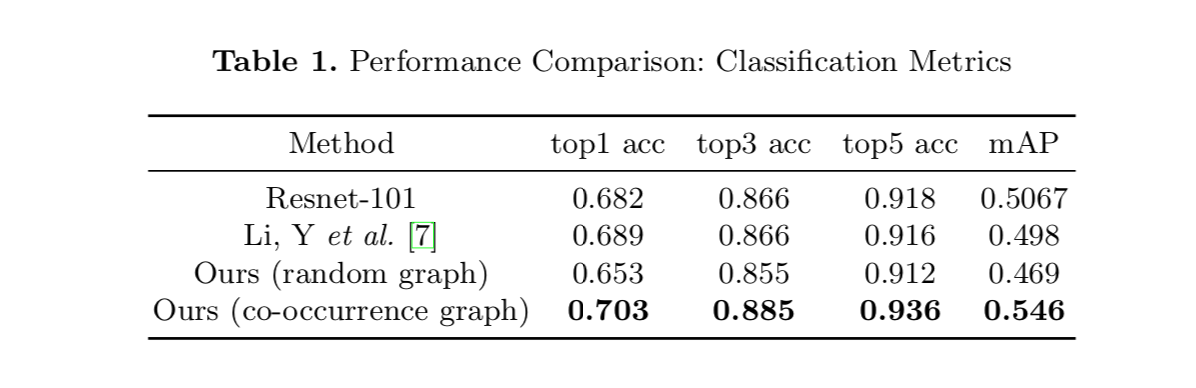 Table 1. Performance Comparison: Classification Metrics
Method top1 acc top3 acc top5 acc mAP
Resnet-101 0.682 0.866 0.918 0.5067
Li, Y et al. [7] 0.689 0.866 0.916 0.498
Ours (random graph) 0.653 0.855 0.912 0.469
Ours (co-occurrence graph) 0.703 0.885 0.936 0.546